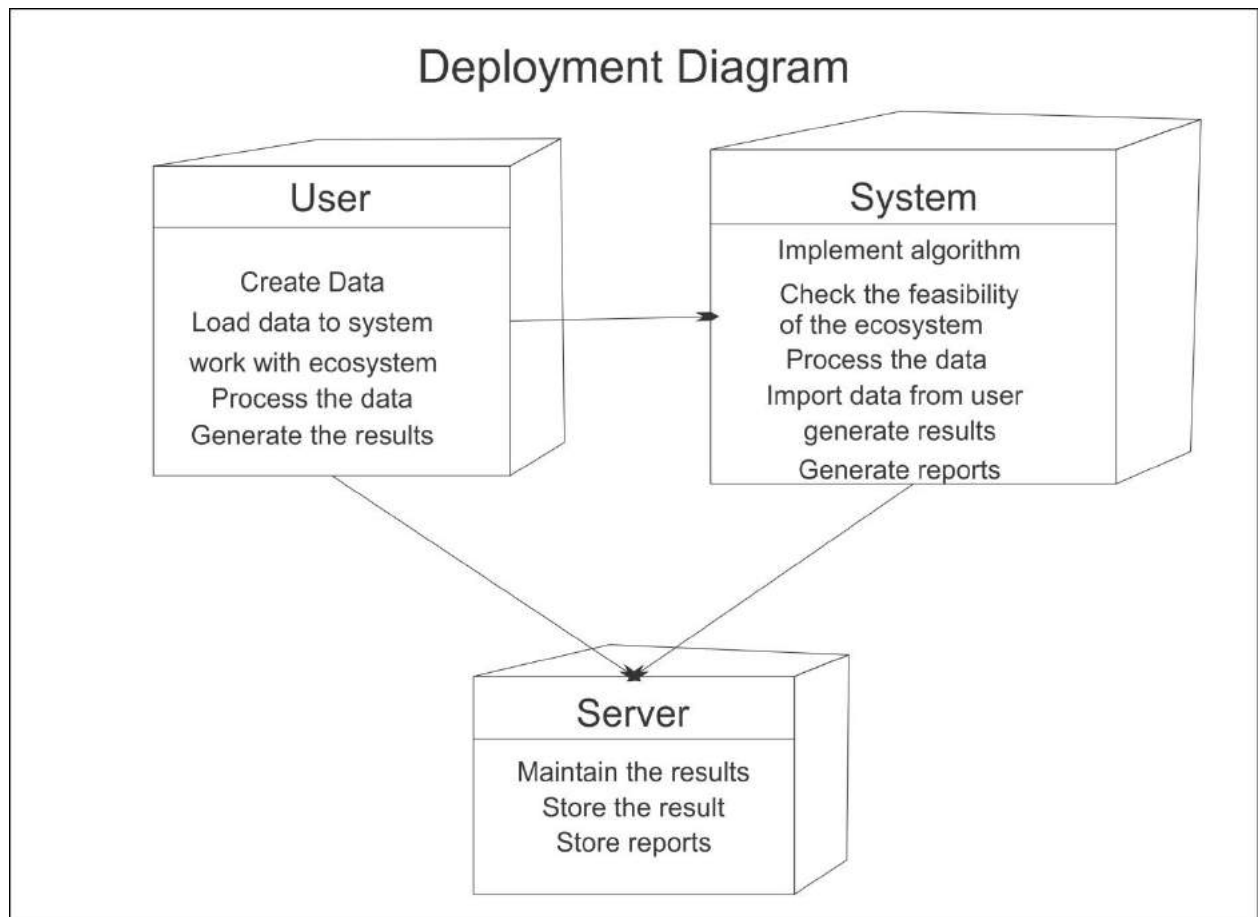 Deployment Diagram
User
Create Data
Load data to system
work with ecosystem
Process the data
Generate the results
System
Implement algorithm
Check the feasibility
of the ecosystem
Process the data
Import data from user
generate results
Generate reports
Server
Maintain the results
Store the result
Store reports